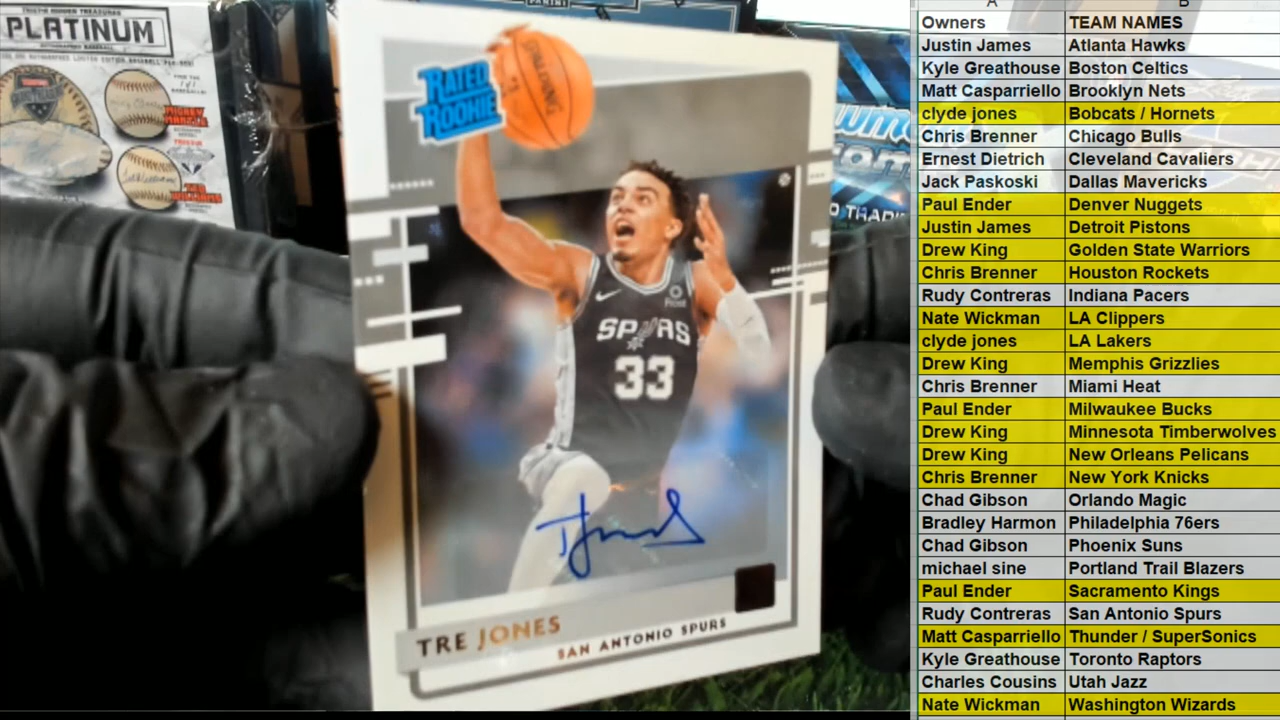 PLATINUM
MICKEY
MANTLE
TED
WILLIAMS
PANINI
RATED
ROOKIE
SPALDING
SPURS
33
TRE JONES
SAN ANTONIO SPURS
A B
Owners TEAM NAMES
Justin James Atlanta Hawks
Kyle Greathouse Boston Celtics
Matt Casparriello Brooklyn Nets
clyde jones Bobcats / Hornets
Chris Brenner Chicago Bulls
Ernest Dietrich Cleveland Cavaliers
Jack Paskoski Dallas Mavericks
Paul Ender Denver Nuggets
Justin James Detroit Pistons
Drew King Golden State Warriors
Chris Brenner Houston Rockets
Rudy Contreras Indiana Pacers
Nate Wickman LA Clippers
clyde jones LA Lakers
Drew King Memphis Grizzlies
Chris Brenner Miami Heat
Paul Ender Milwaukee Bucks
Drew King Minnesota Timberwolves
Drew King New Orleans Pelicans
Chris Brenner New York Knicks
Chad Gibson Orlando Magic
Bradley Harmon Philadelphia 76ers
Chad Gibson Phoenix Suns
michael sine Portland Trail Blazers
Paul Ender Sacramento Kings
Rudy Contreras San Antonio Spurs
Matt Casparriello Thunder / SuperSonics
Kyle Greathouse Toronto Raptors
Charles Cousins Utah Jazz
Nate Wickman Washington Wizards